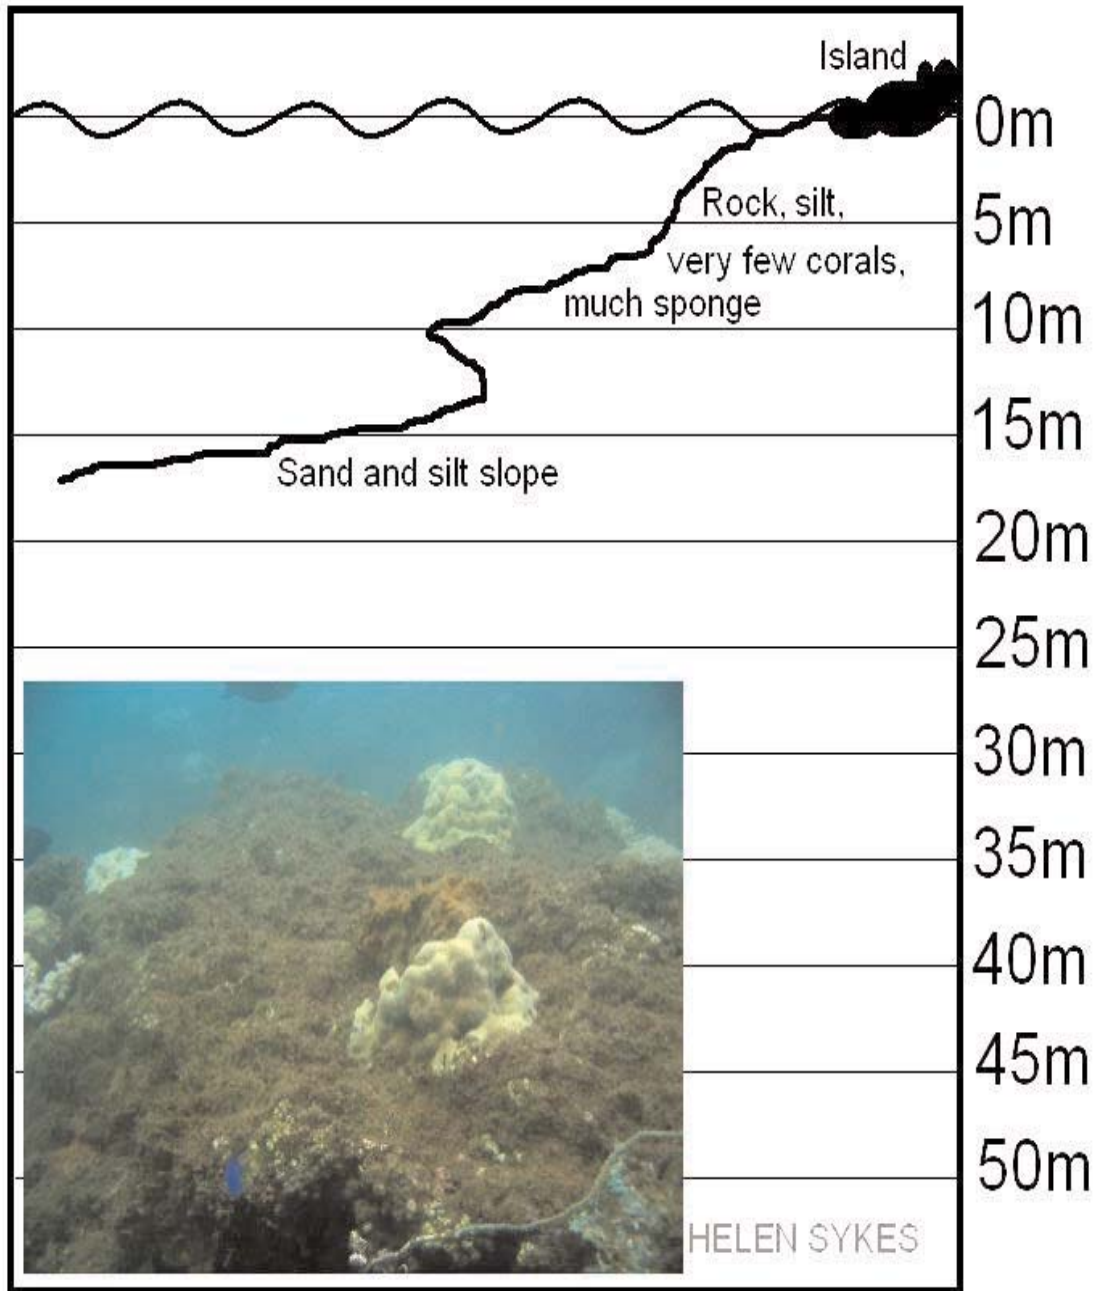 Island
0m
Rock, silt,
5m
very few corals,
much sponge
10m
15m
Sand and silt slope
20m
25m
30m
35m
40m
45m
50m
HELEN SYKES